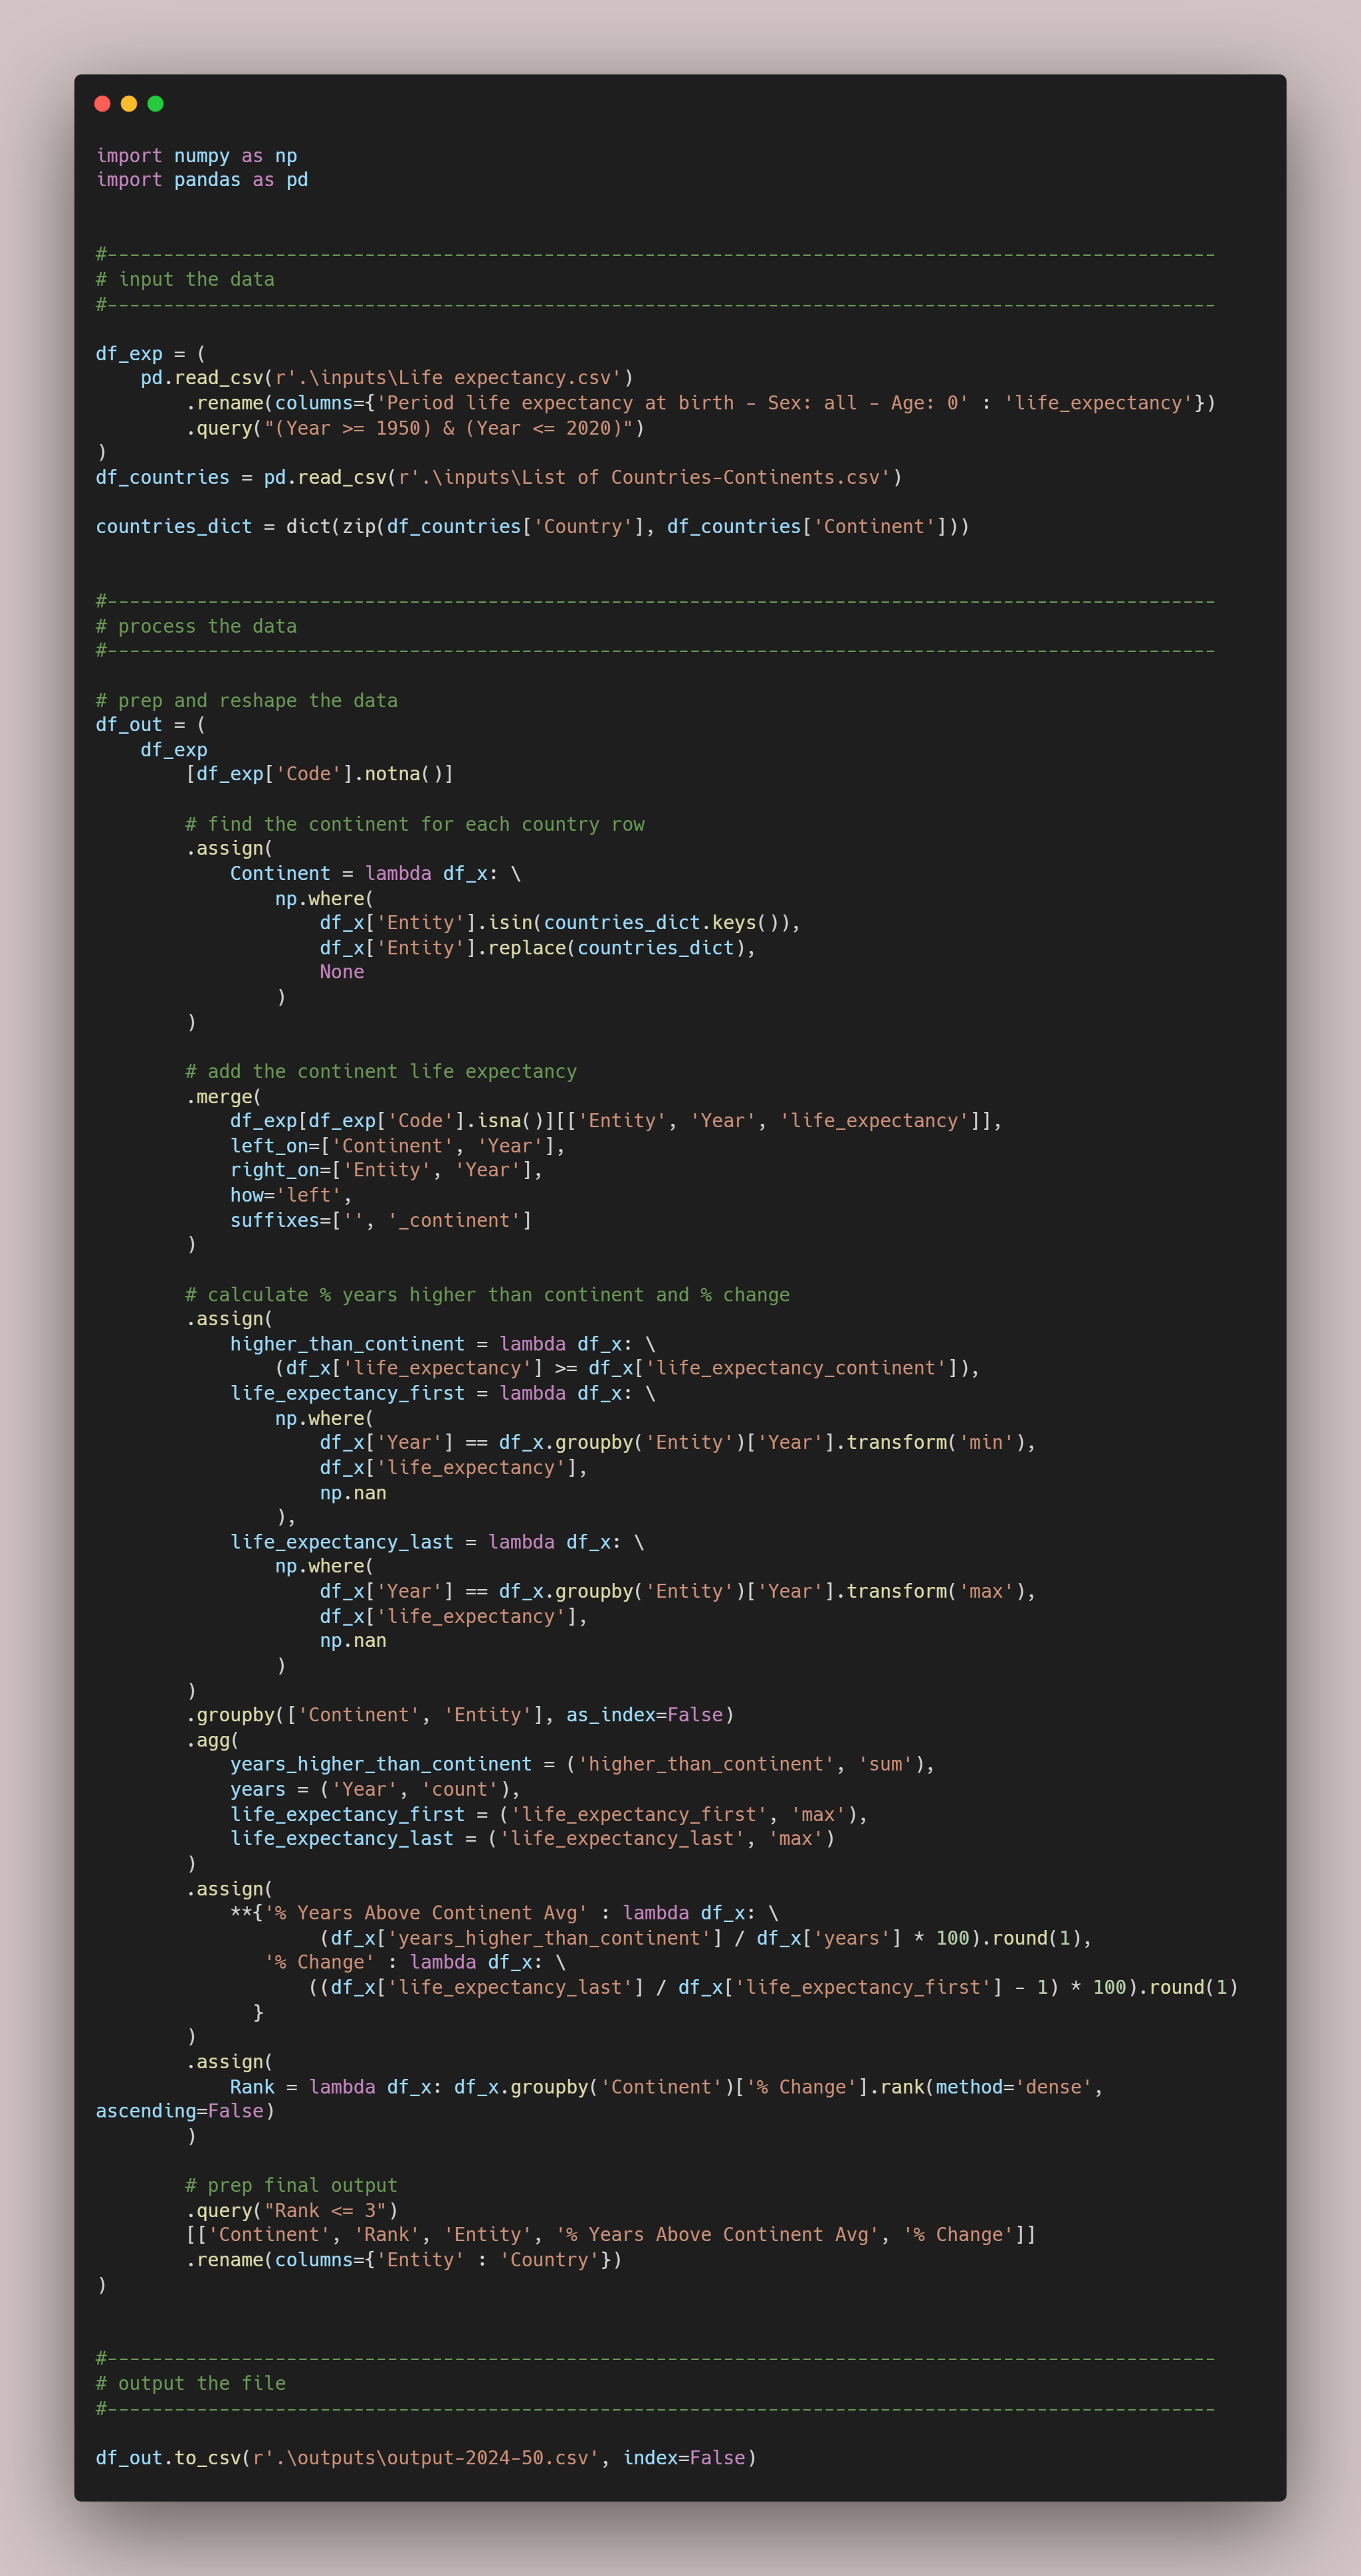 import numpy as np
import pandas as pd
#---------------------------------------------------------------------------------------------------
# input the data
#---------------------------------------------------------------------------------------------------
df_exp = (
    pd.read_csv(r'.\inputs\Life expectancy.csv')
        .rename(columns={'Period life expectancy at birth - Sex: all - Age: 0' : 'life_expectancy'})
        .query("(Year >= 1950) & (Year <= 2020)")
)
df_countries = pd.read_csv(r'.\inputs\List of Countries-Continents.csv')
countries_dict = dict(zip(df_countries['Country'], df_countries['Continent']))
#---------------------------------------------------------------------------------------------------
# process the data
#---------------------------------------------------------------------------------------------------
# prep and reshape the data
df_out = (
    df_exp
        [df_exp['Code'].notna()]
        # find the continent for each country row
        .assign(
            Continent = lambda df_x: \
                np.where(
                    df_x['Entity'].isin(countries_dict.keys()),
                    df_x['Entity'].replace(countries_dict),
                    None
                )
        )
        # add the continent life expectancy
        .merge(
            df_exp[df_exp['Code'].isna()][['Entity', 'Year', 'life_expectancy']],
            left_on=['Continent', 'Year'],
            right_on=['Entity', 'Year'],
            how='left',
            suffixes=['', '_continent']
        )
        # calculate % years higher than continent and % change
        .assign(
            higher_than_continent = lambda df_x: \
                (df_x['life_expectancy'] >= df_x['life_expectancy_continent']),
            life_expectancy_first = lambda df_x: \
                np.where(
                    df_x['Year'] == df_x.groupby('Entity')['Year'].transform('min'),
                    df_x['life_expectancy'],
                    np.nan
                ),
            life_expectancy_last = lambda df_x: \
                np.where(
                    df_x['Year'] == df_x.groupby('Entity')['Year'].transform('max'),
                    df_x['life_expectancy'],
                    np.nan
                )
        )
        .groupby(['Continent', 'Entity'], as_index=False)
        .agg(
            years_higher_than_continent = ('higher_than_continent', 'sum'),
            years = ('Year', 'count'),
            life_expectancy_first = ('life_expectancy_first', 'max'),
            life_expectancy_last = ('life_expectancy_last', 'max')
        )
        .assign(
            **{'% Years Above Continent Avg' : lambda df_x: \
                    (df_x['years_higher_than_continent'] / df_x['years'] * 100).round(1),
               '% Change' : lambda df_x: \
                   ((df_x['life_expectancy_last'] / df_x['life_expectancy_first'] - 1) * 100).round(1)
              }
        )
        .assign(
            Rank = lambda df_x: df_x.groupby('Continent')['% Change'].rank(method='dense',
ascending=False)
        )
        # prep final output
        .query("Rank <= 3")
        [['Continent', 'Rank', 'Entity', '% Years Above Continent Avg', '% Change']]
        .rename(columns={'Entity' : 'Country'})
)
#---------------------------------------------------------------------------------------------------
# output the file
#---------------------------------------------------------------------------------------------------
df_out.to_csv(r'.\outputs\output-2024-50.csv', index=False)